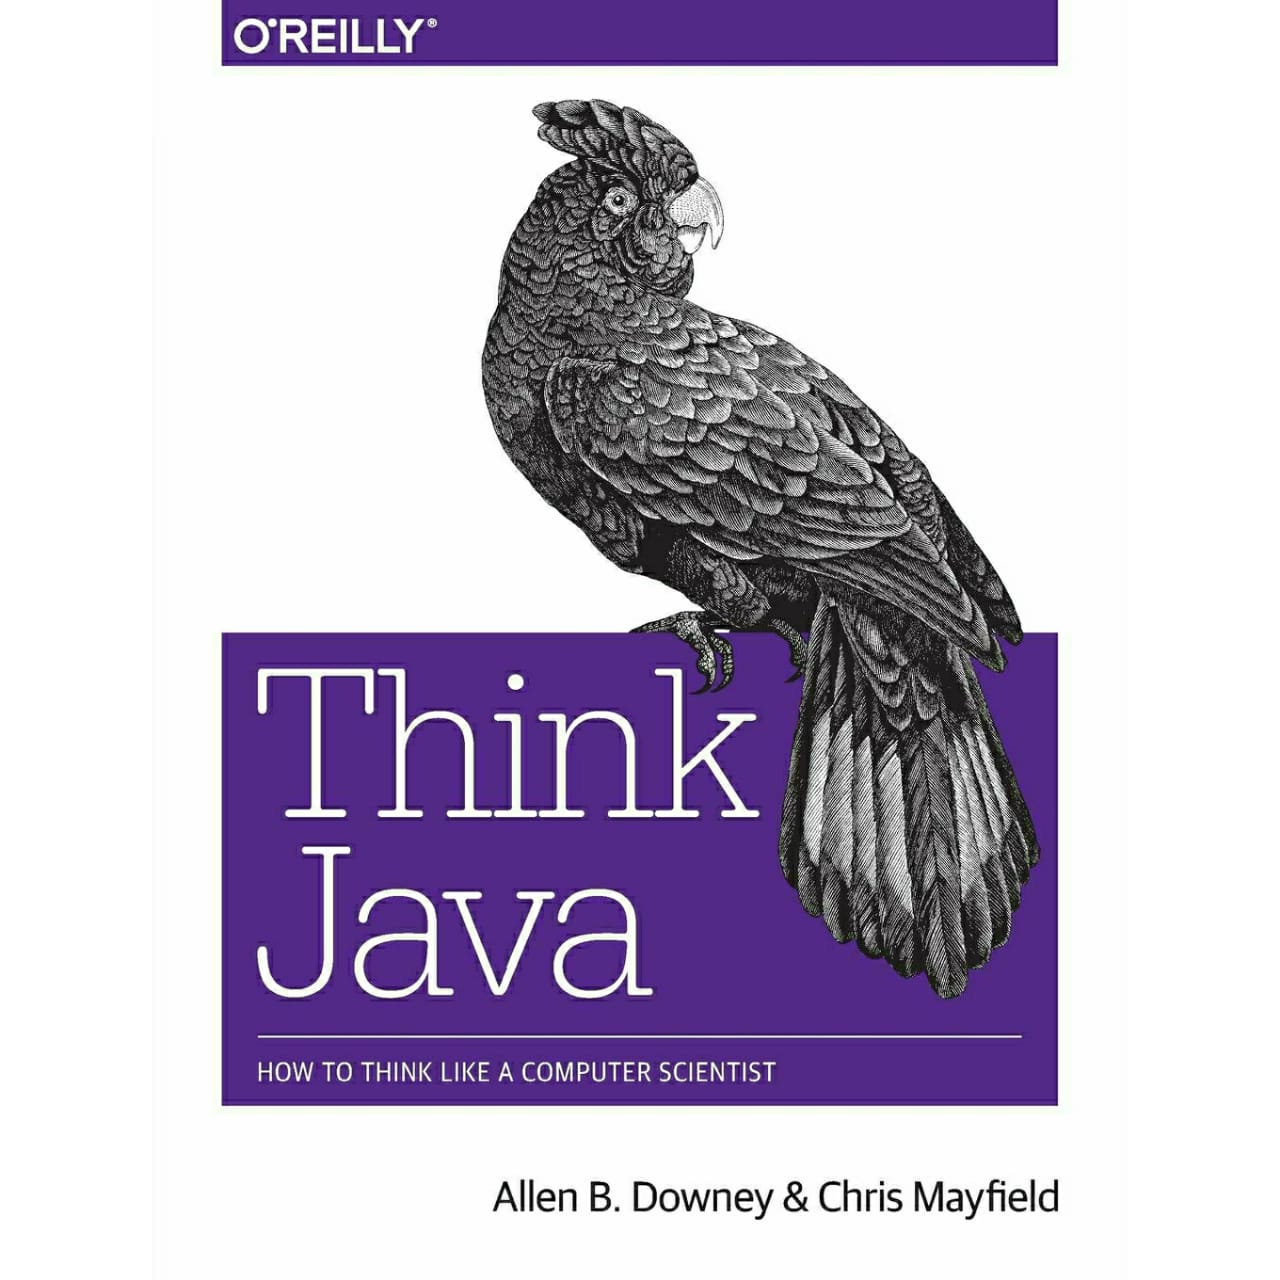 O'REILLY®
Think
Java
HOW TO THINK LIKE A COMPUTER SCIENTIST
Allen B. Downey & Chris Mayfield